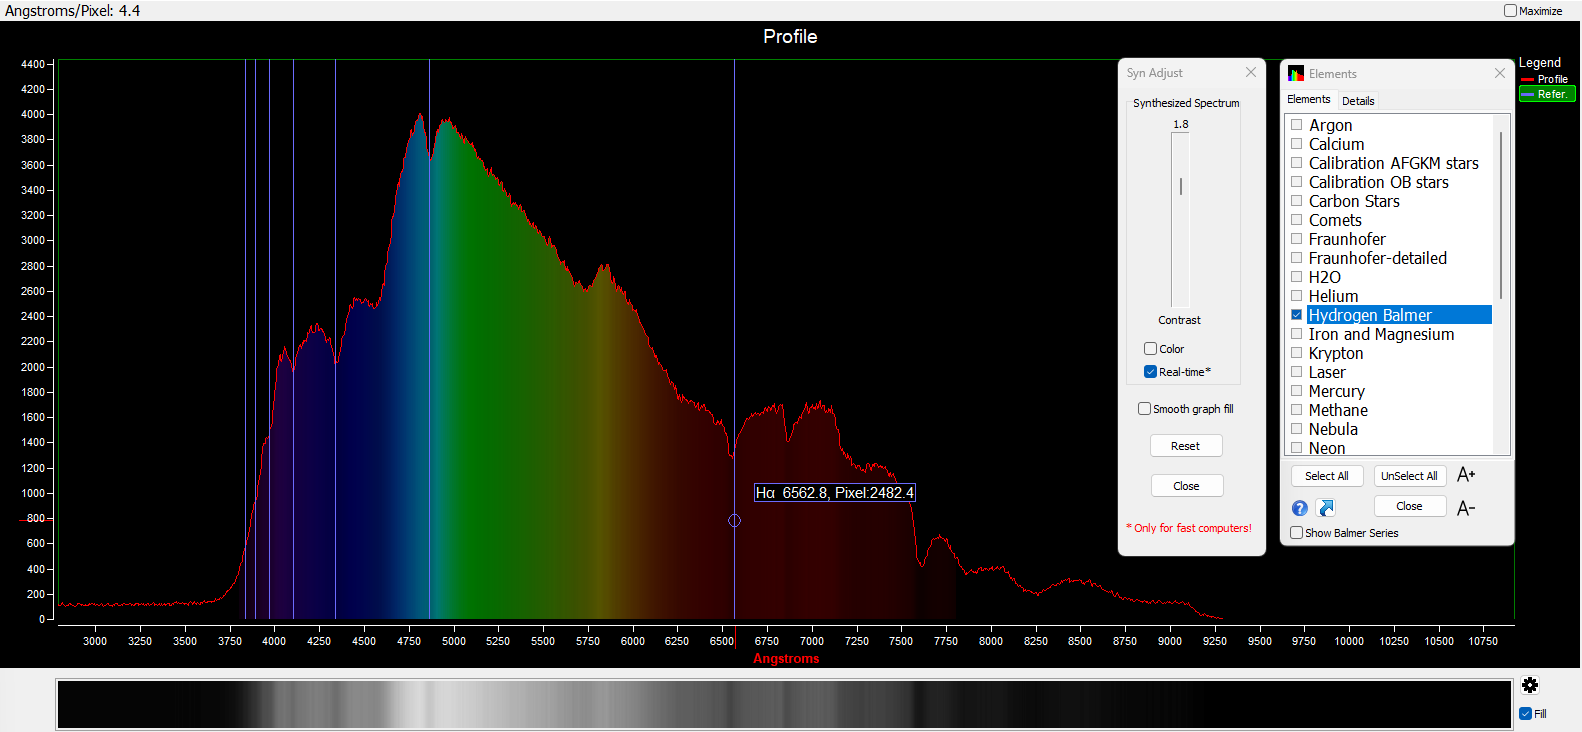 Angstroms/Pixel: 4.4
Maximize
Profile
Legend
Profile
Refer.
4400
4200
4000
3800
3600
3400
3200
3000
2800
2600
2400
2200
2000
1800
1600
1400
1200
1000
800
600
400
200
0
Hα 6562.8, Pixel:2482.4
3000 3250 3500 3750 4000 4250 4500 4750 5000 5250 5500 5750 6000 6250 6500 6750 7000 7250 7500 7750 8000 8250 8500 8750 9000 9250 9500 9750 10000 10250 10500 10750
Angstroms
Syn Adjust
Synthesized Spectrum
1.8
Contrast
Color
Real-time*
Smooth graph fill
Reset
Close
* Only for fast computers!
Elements
Elements Details
Argon
Calcium
Calibration AFGKM stars
Calibration OB stars
Carbon Stars
Comets
Fraunhofer
Fraunhofer-detailed
H2O
Helium
Hydrogen Balmer
Iron and Magnesium
Krypton
Laser
Mercury
Methane
Nebula
Neon
Select All UnSelect All A+
? Close A-
Show Balmer Series
Fill